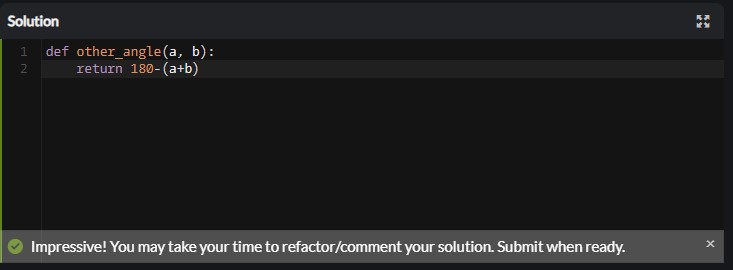 Solution
1 def other_angle(a, b):
2     return 180-(a+b)
Impressive! You may take your time to refactor/comment your solution. Submit when ready.